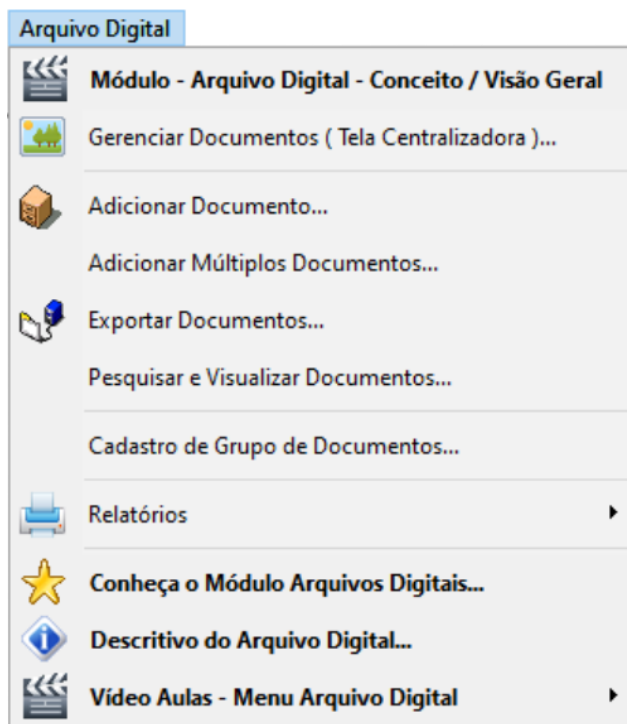 Arquivo Digital
Módulo - Arquivo Digital - Conceito / Visão Geral
Gerenciar Documentos ( Tela Centralizadora )...
Adicionar Documento...
Adicionar Múltiplos Documentos...
Exportar Documentos...
Pesquisar e Visualizar Documentos...
Cadastro de Grupo de Documentos...
Relatórios
Conheça o Módulo Arquivos Digitais...
Descritivo do Arquivo Digital...
Vídeo Aulas - Menu Arquivo Digital